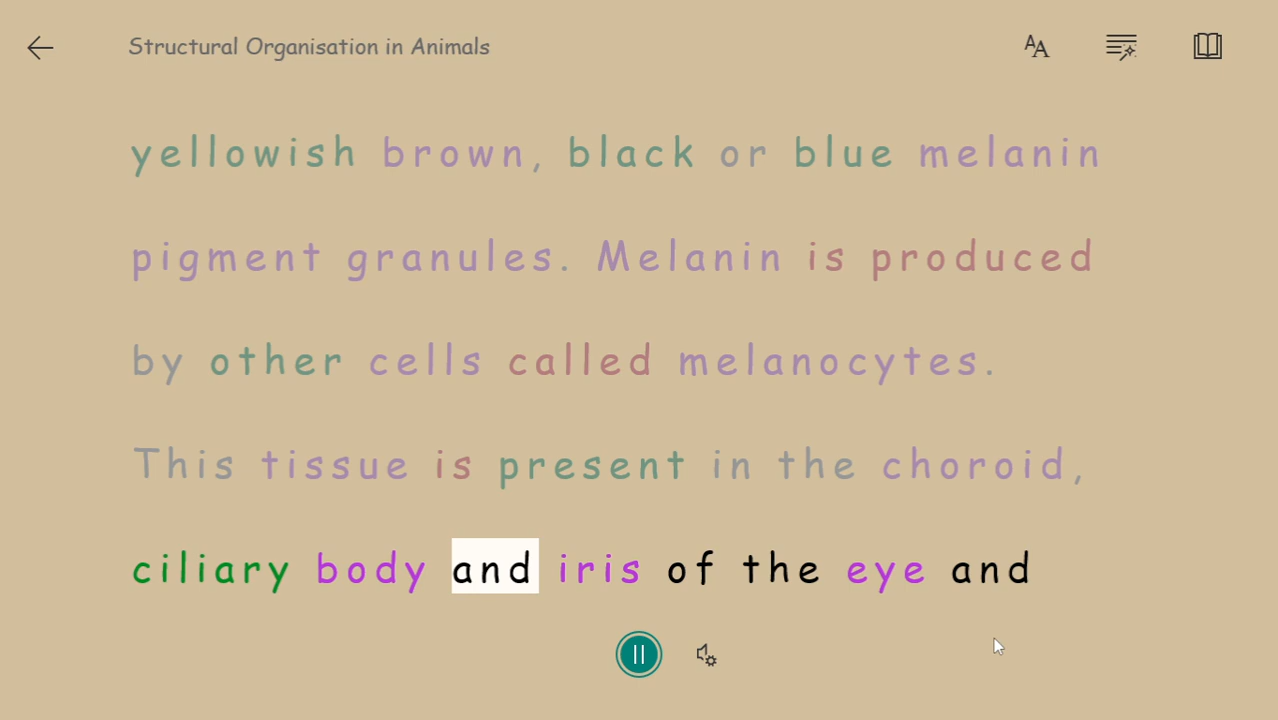 Structural Organisation in Animals
yellowish brown, black or blue melanin
pigment granules. Melanin is produced
by other cells called melanocytes.
This tissue is present in the choroid,
ciliary body and iris of the eye and